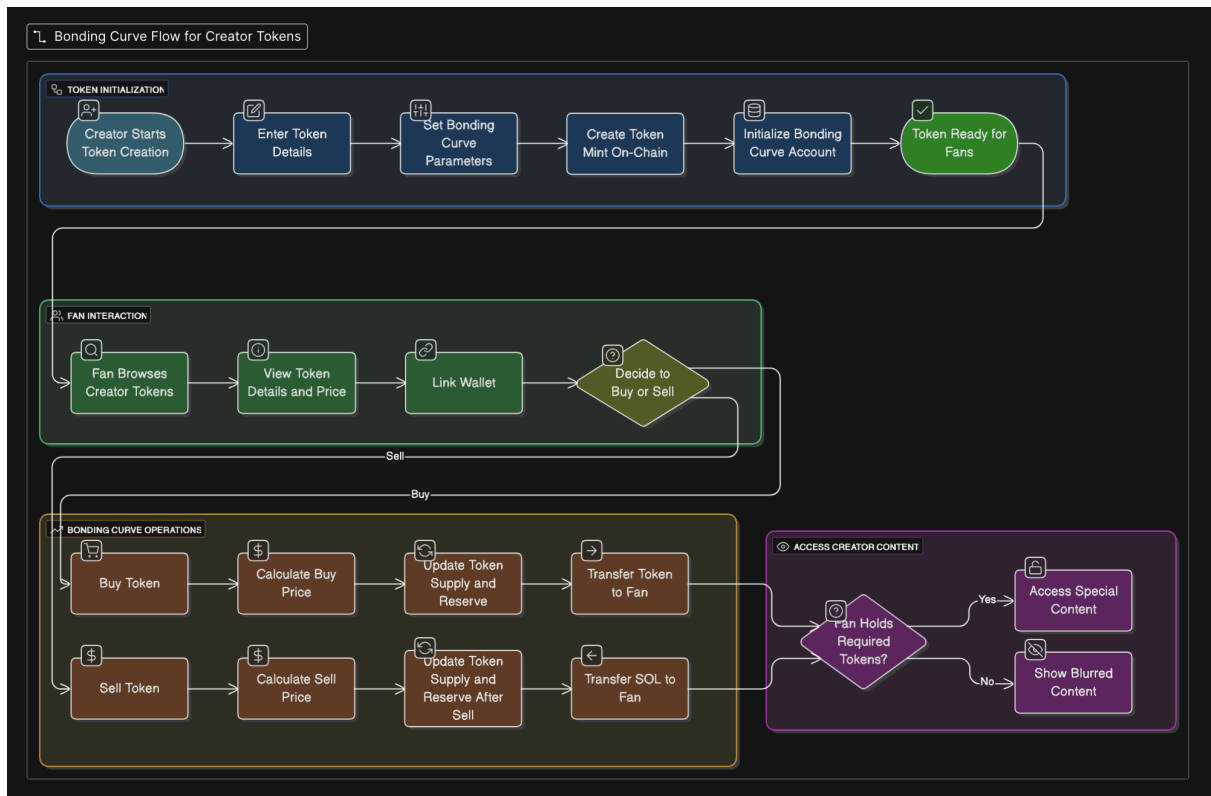 Bonding Curve Flow for Creator Tokens
TOKEN INITIALIZATION
Creator Starts
Token Creation
Enter Token
Details
Set Bonding
Curve
Parameters
Create Token
Mint On-Chain
Initialize Bonding
Curve Account
Token Ready for
Fans
FAN INTERACTION
Fan Browses
Creator Tokens
View Token
Details and Price
Link Wallet
Decide to
Buy or Sell
Sell
Buy
BONDING CURVE OPERATIONS
Buy Token
Calculate Buy
Price
Update Token
Supply and
Reserve
Transfer Token
to Fan
Sell Token
Calculate Sell
Price
Update Token
Supply and
Reserve After
Sell
Transfer SOL to
Fan
ACCESS CREATOR CONTENT
Fan Holds
Required
Tokens?
Yes
Access Special
Content
No
Show Blurred
Content